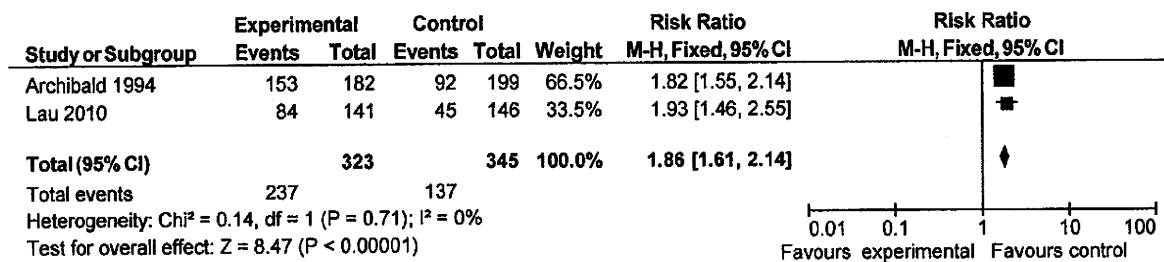 Experimental Control Risk Ratio Risk Ratio
Study or Subgroup Events Total Events Total Weight M-H, Fixed, 95% CI M-H, Fixed, 95% CI
Archibald 1994 153 182 92 199 66.5% 1.82 [1.55, 2.14]
Lau 2010 84 141 45 146 33.5% 1.93 [1.46, 2.55]
Total (95% CI) 323 345 100.0% 1.86 [1.61, 2.14]
Total events 237 137
Heterogeneity: Chi² = 0.14, df = 1 (P = 0.71); I² = 0%
Test for overall effect: Z = 8.47 (P < 0.00001)
0.01 0.1 1 10 100
Favours experimental Favours control